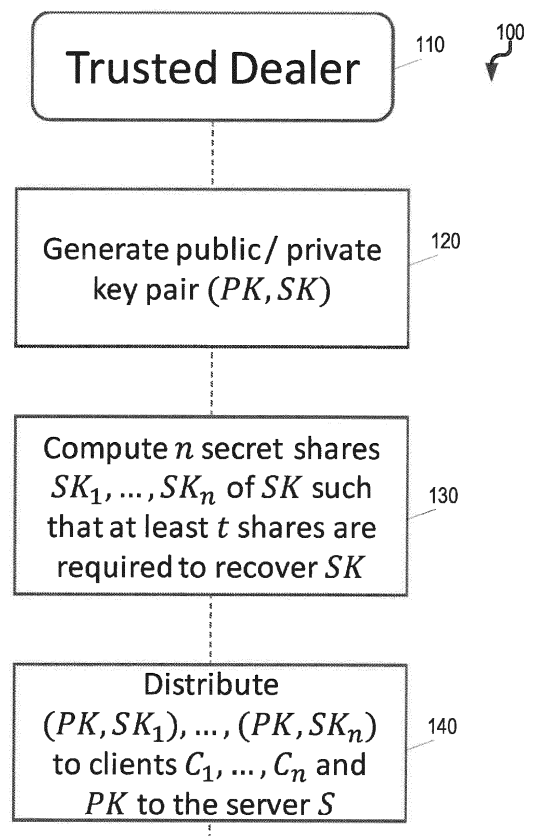 100
Trusted Dealer
110
Generate public / private
key pair (PK, SK)
120
Compute n secret shares
SK₁, ..., SKₙ of SK such
that at least t shares are
required to recover SK
130
Distribute
(PK, SK₁), ..., (PK, SKₙ)
to clients C₁, ..., Cₙ and
PK to the server S
140